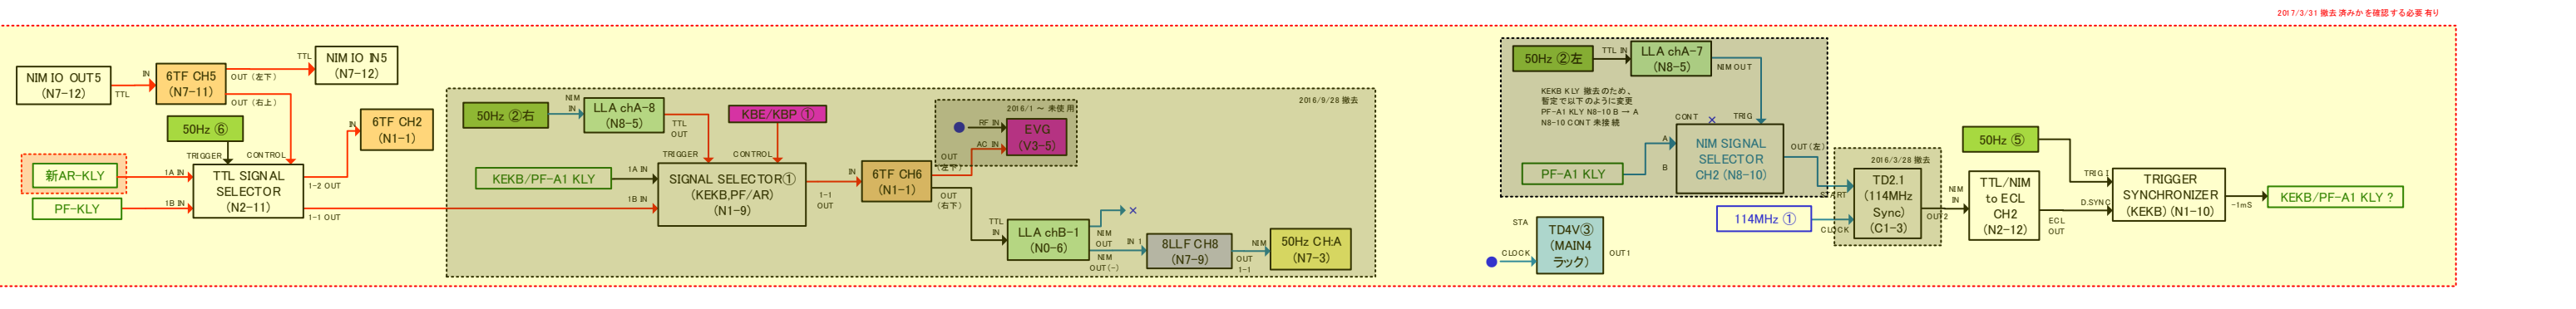 2017/3/31 撤去済みかを確認する必要有り
NIM IO OUT5
(N7-12)
TTL
IN
6TF CH5
(N7-11)
OUT (左下)
OUT (右上)
TTL
NIM IO IN5
(N7-12)
50Hz ⑥
IN
6TF CH2
(N1-1)
TRIGGER
CONTROL
新AR-KLY
1A IN
PF-KLY
1B IN
TTL SIGNAL
SELECTOR
(N2-11)
1-2 OUT
1-1 OUT
2016/9/28 撤去
50Hz ②右
NIM
IN
LLA chA-8
(N8-5)
TTL
OUT
KBE/KBP ①
TRIGGER
CONTROL
KEKB/PF-A1 KLY
1A IN
1B IN
SIGNAL SELECTOR①
(KEKB,PF/AR)
(N1-9)
1-1
OUT
IN
6TF CH6
(N1-1)
OUT
(左下)
OUT
(右下)
2016/1 ～ 未使用
RF IN
AC IN
EVG
(V3-5)
TTL
IN
LLA chB-1
(N0-6)
×
NIM
OUT
NIM
OUT(-)
IN 1
8LLF CH8
(N7-9)
NIM
OUT
1-1
50Hz CH:A
(N7-3)
50Hz ②左
TTL IN
LLA chA-7
(N8-5)
NIM OUT
KEKB KLY 撤去のため、
暫定で以下のように変更
PF-A1 KLY N8-10 B → A
N8-10 CONT 未接続
CONT
×
TRIG
A
B
PF-A1 KLY
NIM SIGNAL
SELECTOR
CH2 (N8-10)
OUT(左)
2016/3/28 撤去
START
114MHz ①
CLOCK
TD2.1
(114MHz
Sync)
(C1-3)
OUT2
STA
CLOCK
TD4V③
(MAIN4
ラック)
OUT1
NIM
IN
TTL/NIM
to ECL
CH2
(N2-12)
ECL
OUT
50Hz ⑤
TRIG I
D.SYNC
TRIGGER
SYNCHRONIZER
(KEKB) (N1-10)
-1mS
KEKB/PF-A1 KLY ?